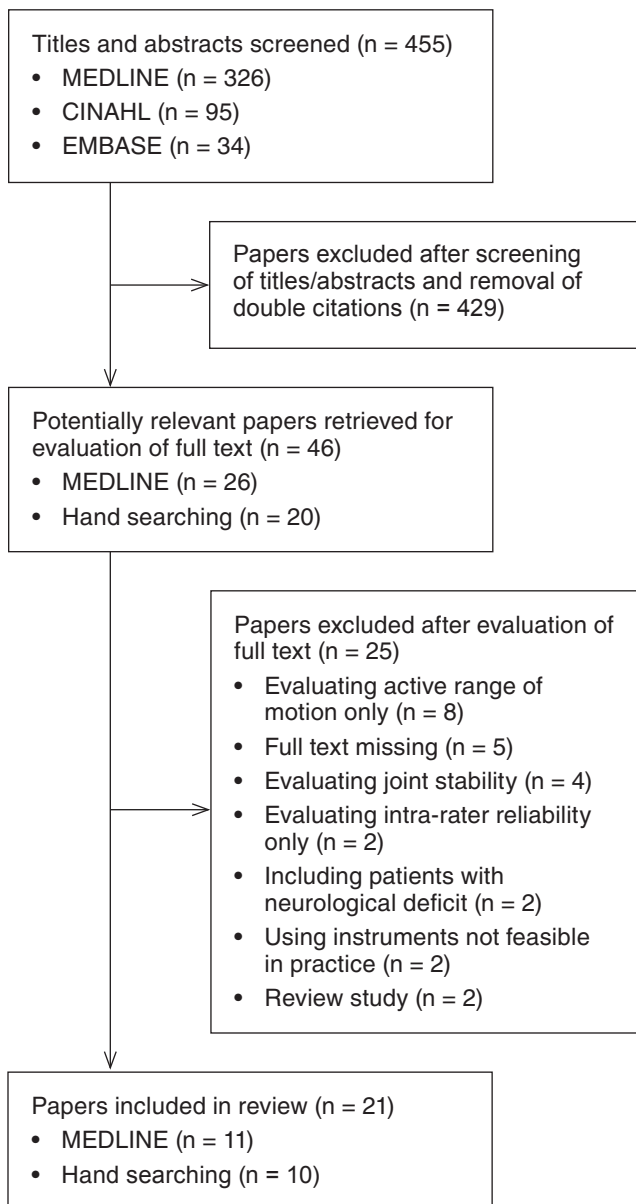 Titles and abstracts screened (n = 455)
• MEDLINE (n = 326)
• CINAHL (n = 95)
• EMBASE (n = 34)
Papers excluded after screening
of titles/abstracts and removal of
double citations (n = 429)
Potentially relevant papers retrieved for
evaluation of full text (n = 46)
• MEDLINE (n = 26)
• Hand searching (n = 20)
Papers excluded after evaluation of
full text (n = 25)
• Evaluating active range of
motion only (n = 8)
• Full text missing (n = 5)
• Evaluating joint stability (n = 4)
• Evaluating intra-rater reliability
only (n = 2)
• Including patients with
neurological deficit (n = 2)
• Using instruments not feasible
in practice (n = 2)
• Review study (n = 2)
Papers included in review (n = 21)
• MEDLINE (n = 11)
• Hand searching (n = 10)